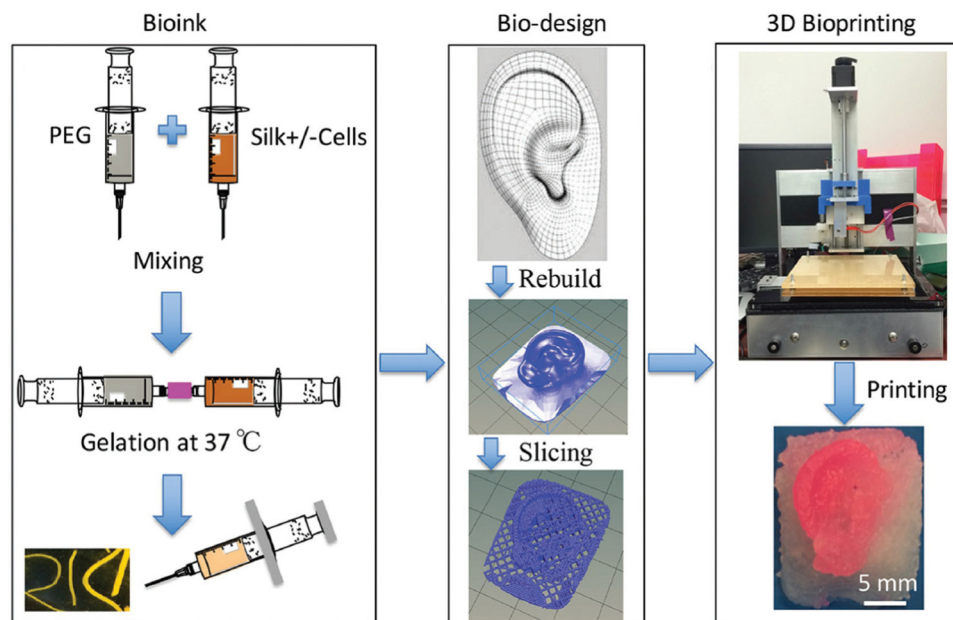 Bioink
PEG
Silk+/-Cells
Mixing
Gelation at 37 ℃
Bio-design
Rebuild
Slicing
3D Bioprinting
Printing
5 mm